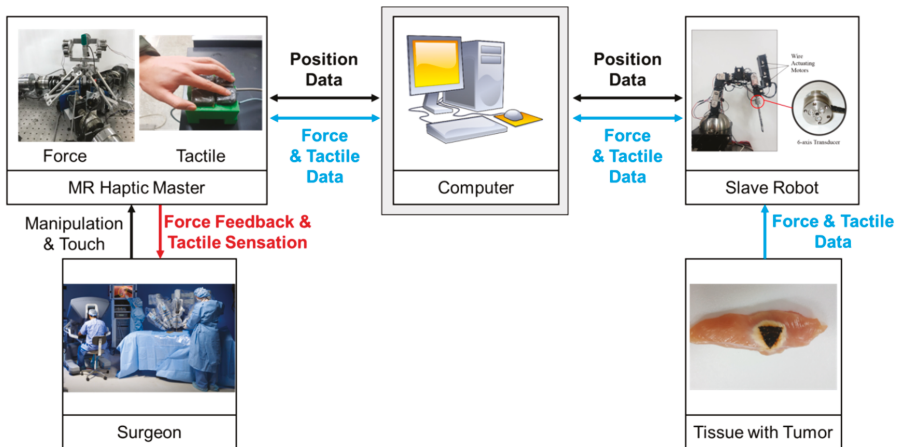 Position
Data
Force
& Tactile
Data
Force
Tactile
MR Haptic Master
Computer
Position
Data
Force
& Tactile
Data
Wire
Actuating
Motors
6-axis Transducer
Slave Robot
Manipulation
& Touch
Force Feedback &
Tactile Sensation
Force & Tactile
Data
Surgeon
Tissue with Tumor